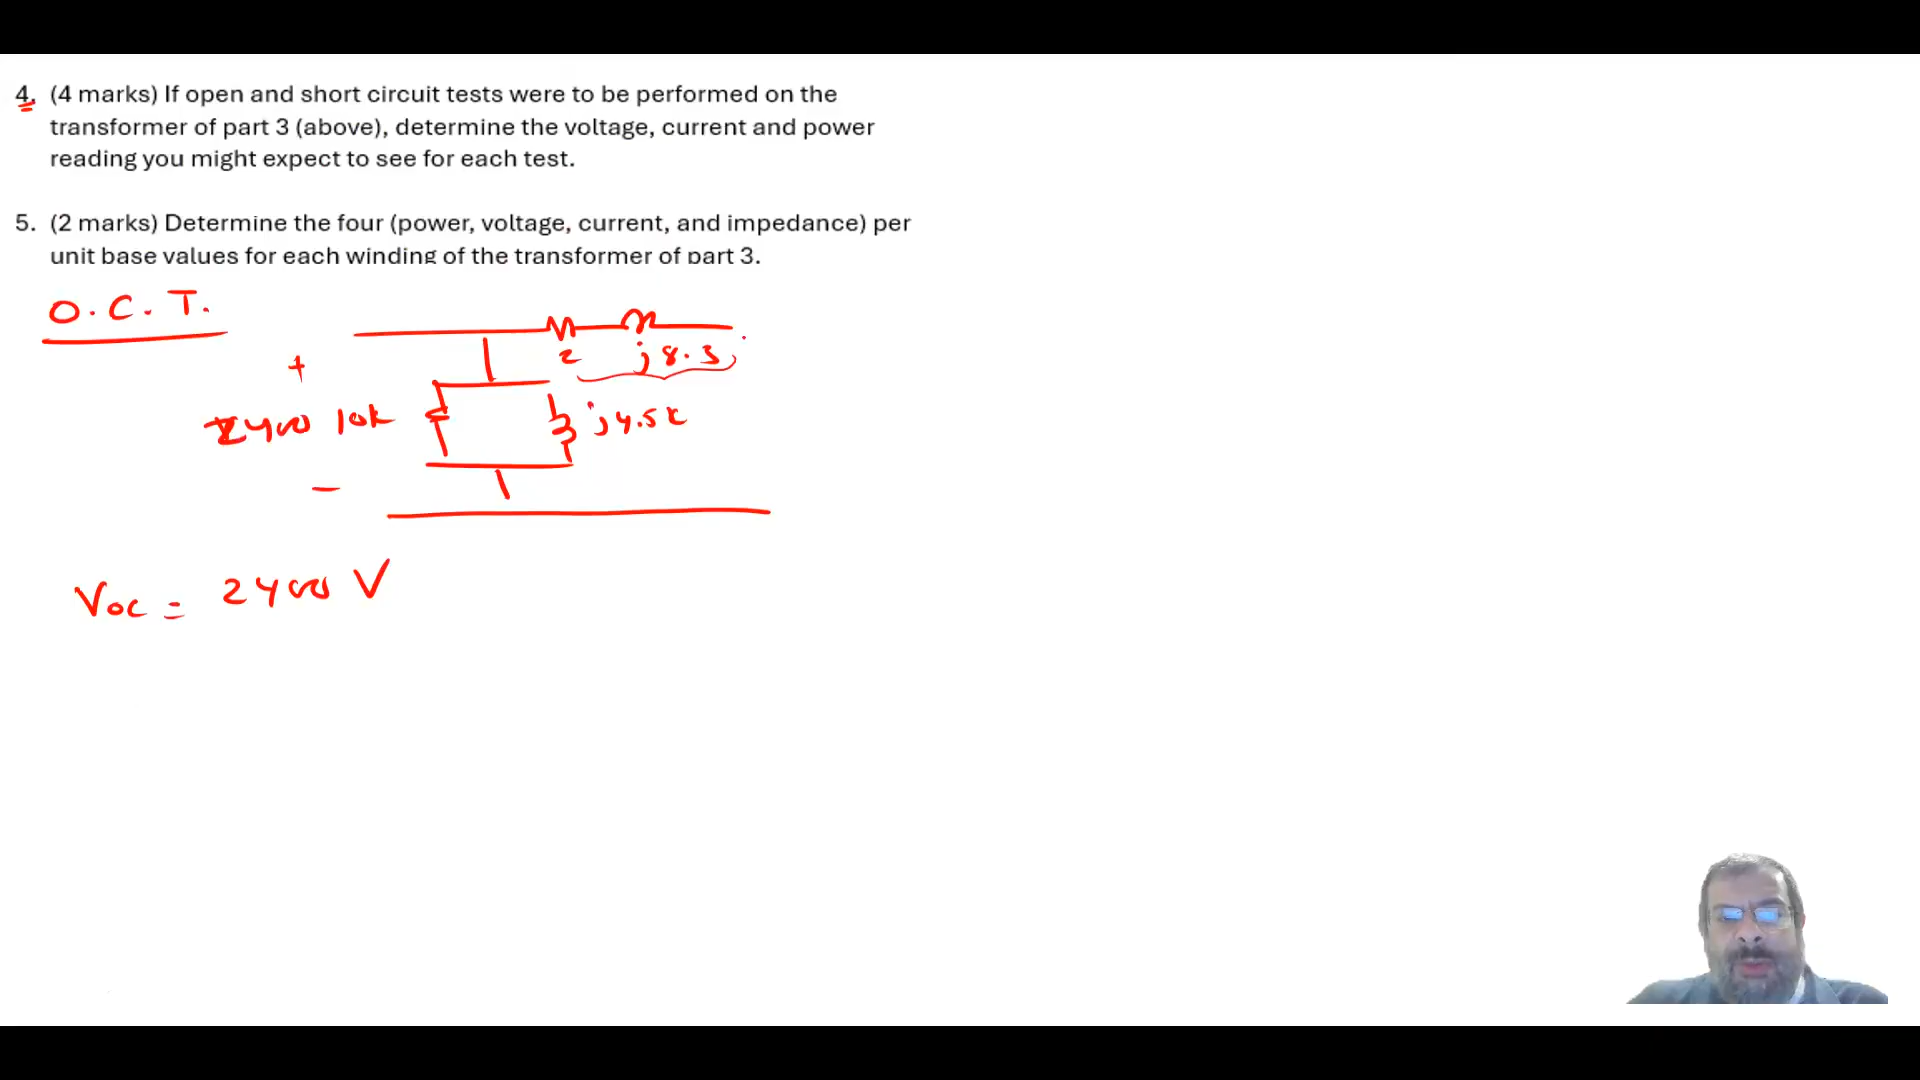 4. (4 marks) If open and short circuit tests were to be performed on the
transformer of part 3 (above), determine the voltage, current and power
reading you might expect to see for each test.
5. (2 marks) Determine the four (power, voltage, current, and impedance) per
unit base values for each winding of the transformer of part 3.
O.C.T.
2 j8.3
+
2400 10k j4.5k
-
Voc = 2400 V